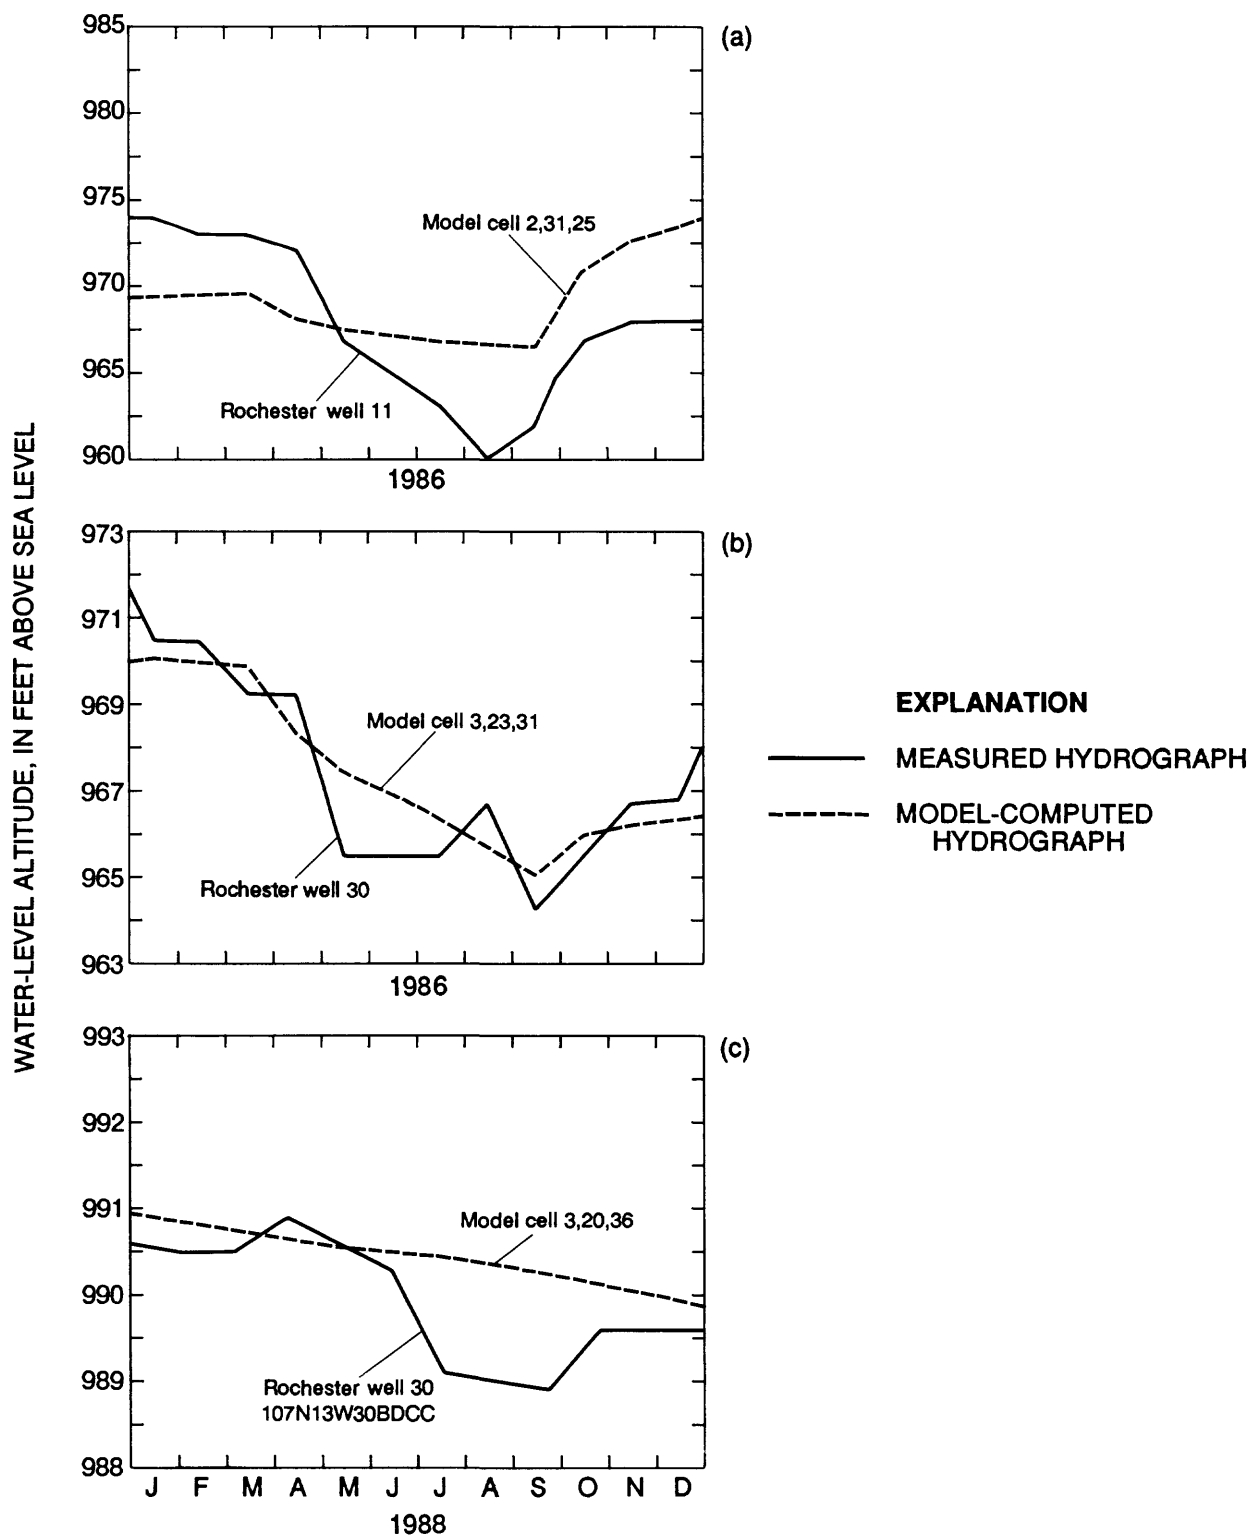 WATER-LEVEL ALTITUDE, IN FEET ABOVE SEA LEVEL
985
980
975
970
965
960
(a)
Model cell 2,31,25
Rochester well 11
1986
973
971
969
967
965
963
(b)
Model cell 3,23,31
Rochester well 30
1986
993
992
991
990
989
988
(c)
Model cell 3,20,36
Rochester well 30
107N13W30BDCC
J F M A M J J A S O N D
1988
EXPLANATION
MEASURED HYDROGRAPH
MODEL-COMPUTED
HYDROGRAPH